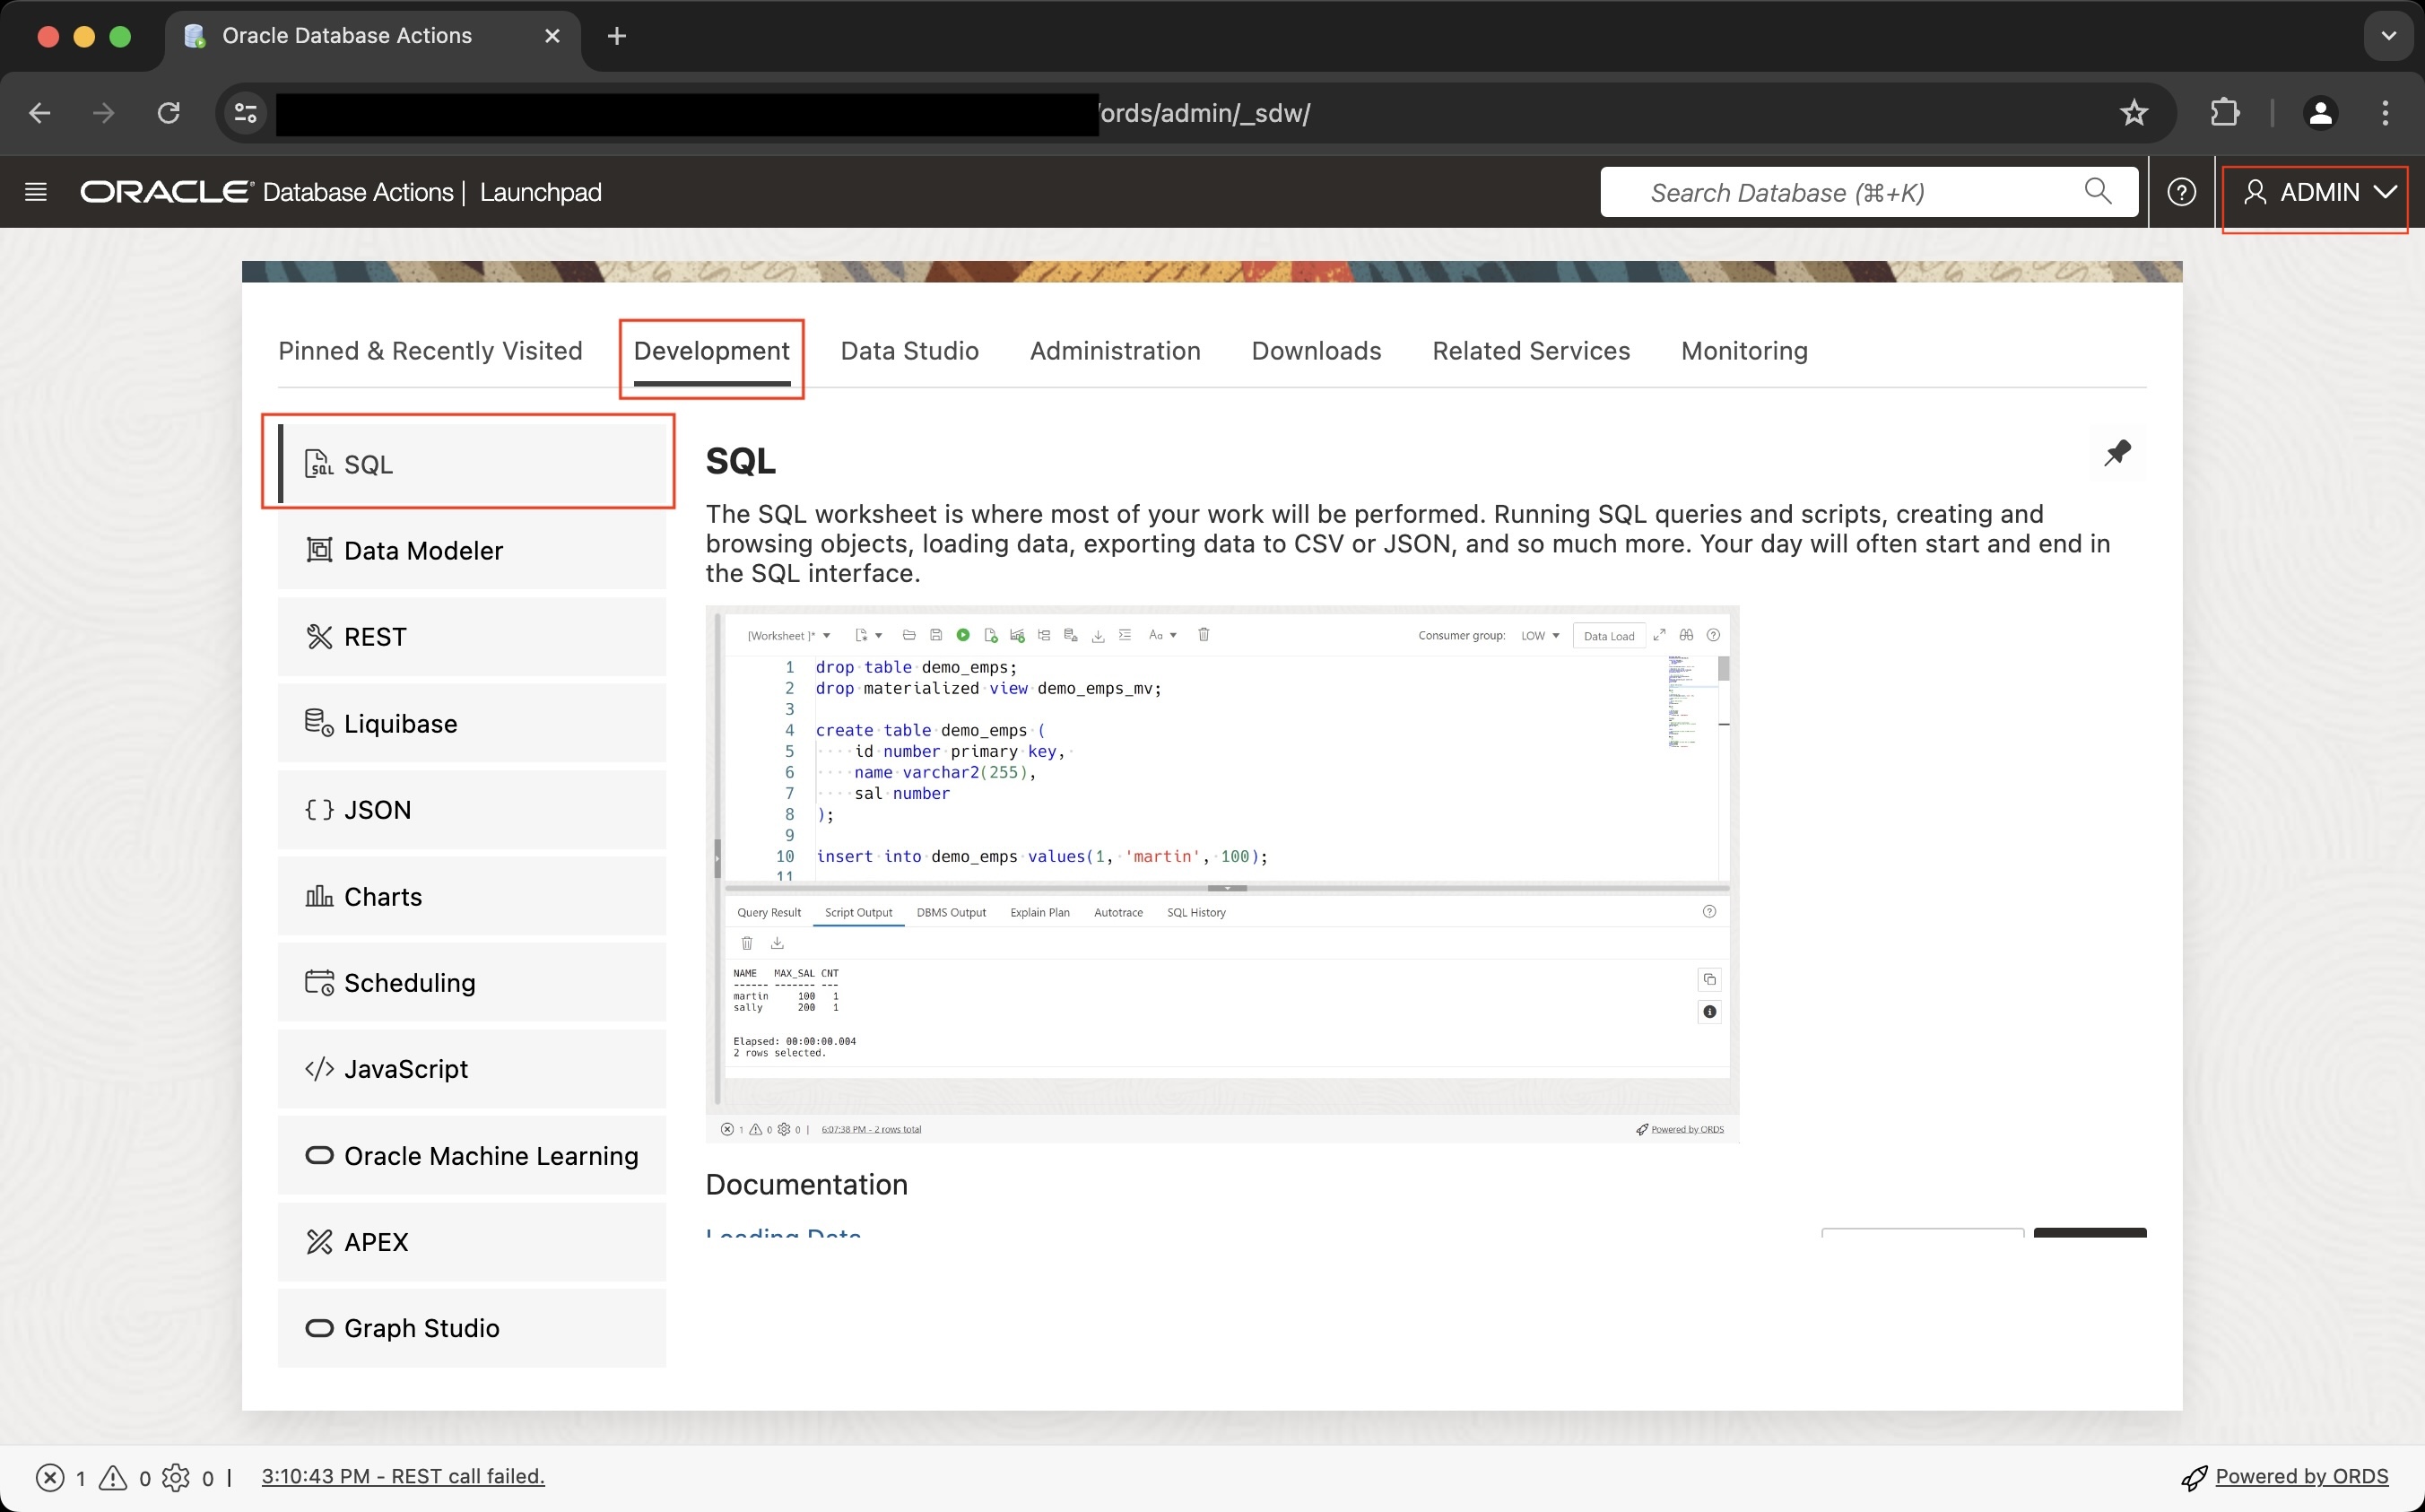 Oracle Database Actions
/ords/admin/_sdw/
ORACLE Database Actions | Launchpad
Search Database (⌘+K)
ADMIN
Pinned & Recently Visited
Development
Data Studio
Administration
Downloads
Related Services
Monitoring
SQL
Data Modeler
REST
Liquibase
JSON
Charts
Scheduling
JavaScript
Oracle Machine Learning
APEX
Graph Studio
SQL
The SQL worksheet is where most of your work will be performed. Running SQL queries and scripts, creating and
browsing objects, loading data, exporting data to CSV or JSON, and so much more. Your day will often start and end in
the SQL interface.
[Worksheet ]*
Aa
Consumer group: LOW
Data Load
1 drop table demo_emps;
2 drop materialized view demo_emps_mv;
3
4 create table demo_emps (
5 id number primary key,
6 name varchar2(255),
7 sal number
8 );
9
10 insert into demo_emps values(1, 'martin', 100);
11
Query Result
Script Output
DBMS Output
Explain Plan
Autotrace
SQL History
NAME MAX_SAL CNT
------ ------- ---
martin 100 1
sally 200 1
Elapsed: 00:00:00.004
2 rows selected.
1 0 0 | 6:07:38 PM - 2 rows total
Powered by ORDS
Documentation
Loading Data
1 0 0 | 3:10:43 PM - REST call failed.
Powered by ORDS